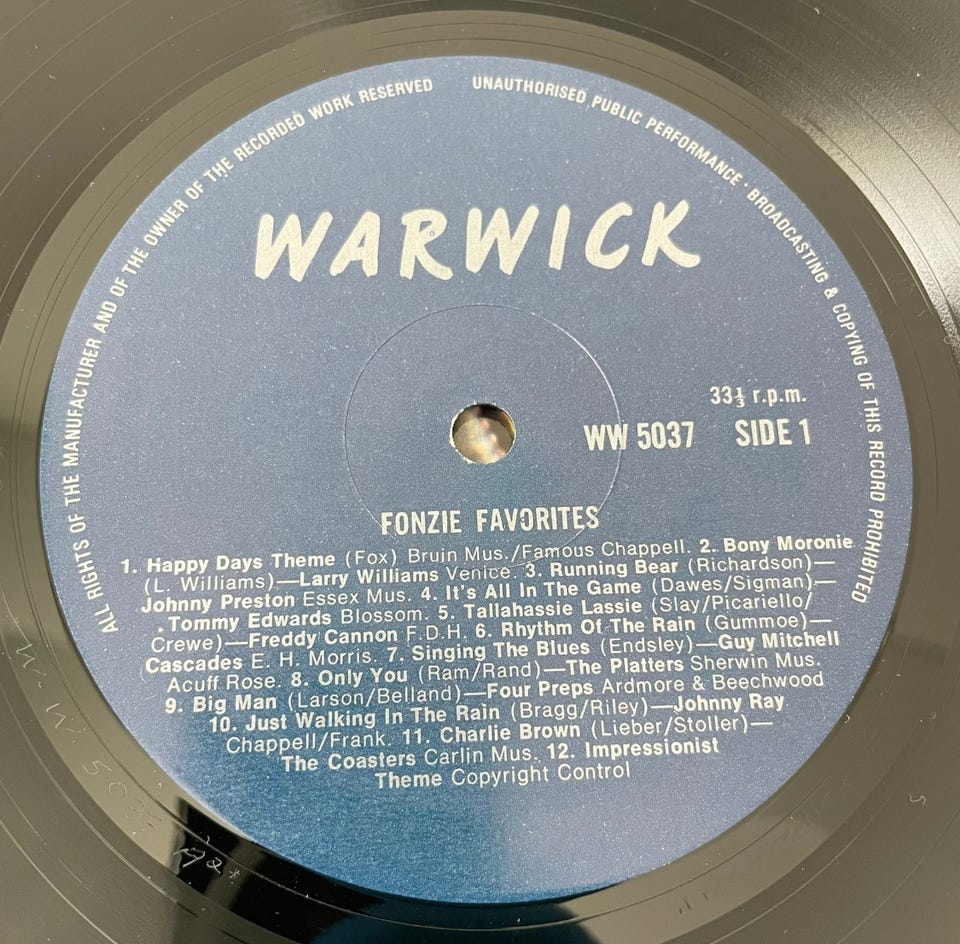 ALL RIGHTS OF THE MANUFACTURER AND OF THE OWNER OF THE RECORDED WORK RESERVED
UNAUTHORISED PUBLIC PERFORMANCE · BROADCASTING & COPYING OF THIS RECORD PROHIBITED
WARWICK
33⅓ r.p.m.
WW 5037 SIDE 1
FONZIE FAVORITES
1. Happy Days Theme (Fox) Bruin Mus./Famous Chappell. 2. Bony Moronie
(L. Williams)—Larry Williams Venice. 3. Running Bear (Richardson)—
Johnny Preston Essex Mus. 4. It's All In The Game (Dawes/Sigman)—
Tommy Edwards Blossom. 5. Tallahassie Lassie (Slay/Picariello/
Crewe)—Freddy Cannon F.D.H. 6. Rhythm Of The Rain (Gummoe)—
Cascades E. H. Morris. 7. Singing The Blues (Endsley)—Guy Mitchell
Acuff Rose. 8. Only You (Ram/Rand)—The Platters Sherwin Mus.
9. Big Man (Larson/Belland)—Four Preps Ardmore & Beechwood
10. Just Walking In The Rain (Bragg/Riley)—Johnny Ray
Chappell/Frank. 11. Charlie Brown (Lieber/Stoller)—
The Coasters Carlin Mus. 12. Impressionist
Theme Copyright Control